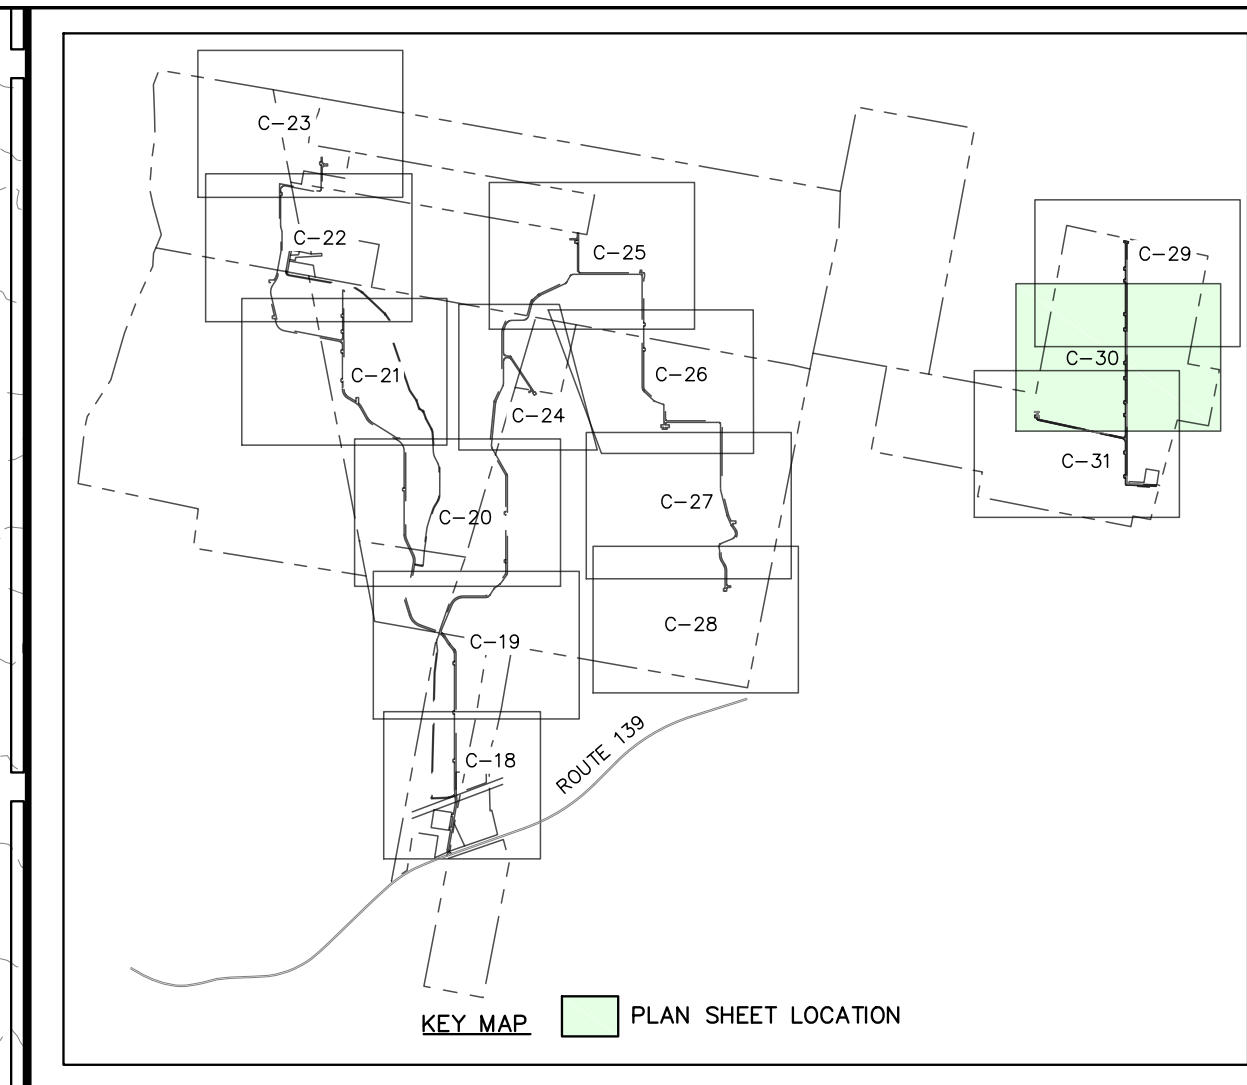 C-23
C-22
C-25
C-29
C-30
C-21
C-26
C-24
C-31
C-27
C-20
C-28
C-19
C-18
ROUTE 139
KEY MAP
PLAN SHEET LOCATION